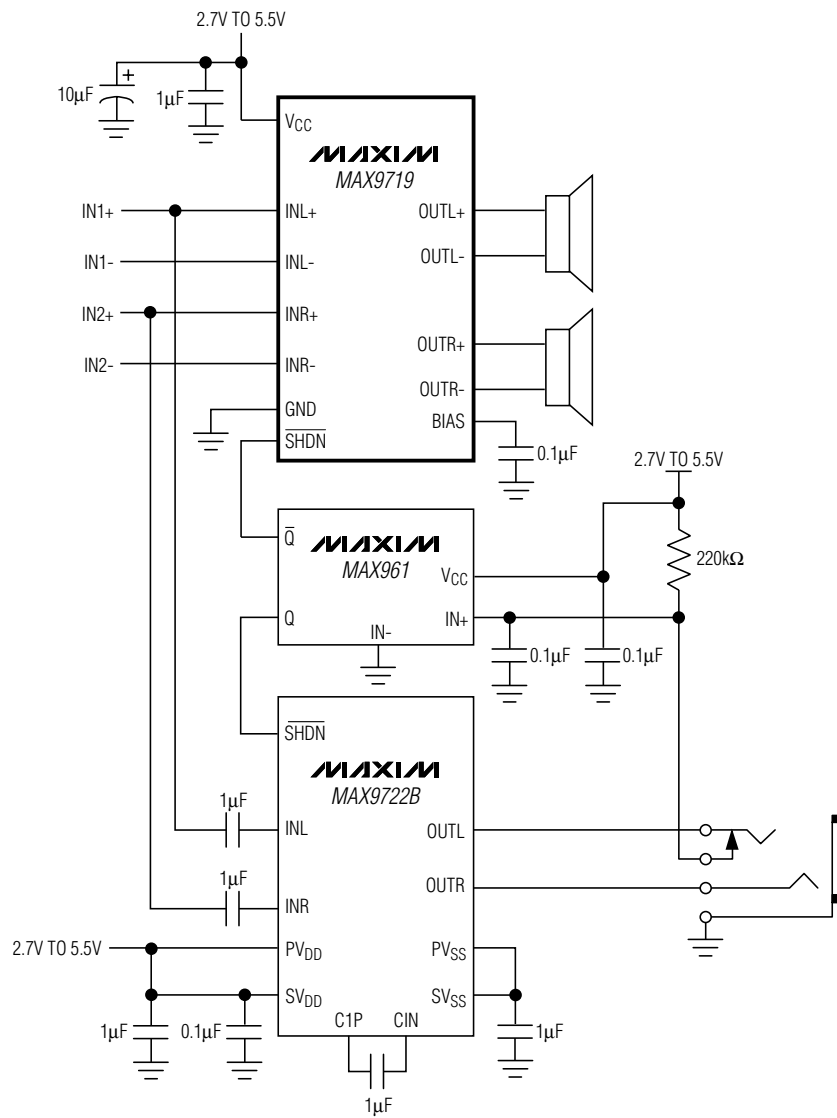 2.7V TO 5.5V
10µF
+
1µF
VCC
MAXIM
MAX9719
IN1+
INL+
OUTL+
IN1-
INL-
OUTL-
IN2+
INR+
OUTR+
IN2-
INR-
OUTR-
GND
BIAS
SHDN
0.1µF
2.7V TO 5.5V
Q̅
MAXIM
MAX961
VCC
220kΩ
Q
IN+
IN-
0.1µF
0.1µF
SHDN
MAXIM
MAX9722B
1µF
INL
OUTL
1µF
INR
OUTR
2.7V TO 5.5V
PVDD
PVSS
SVDD
SVSS
1µF
0.1µF
C1P
CIN
1µF
1µF